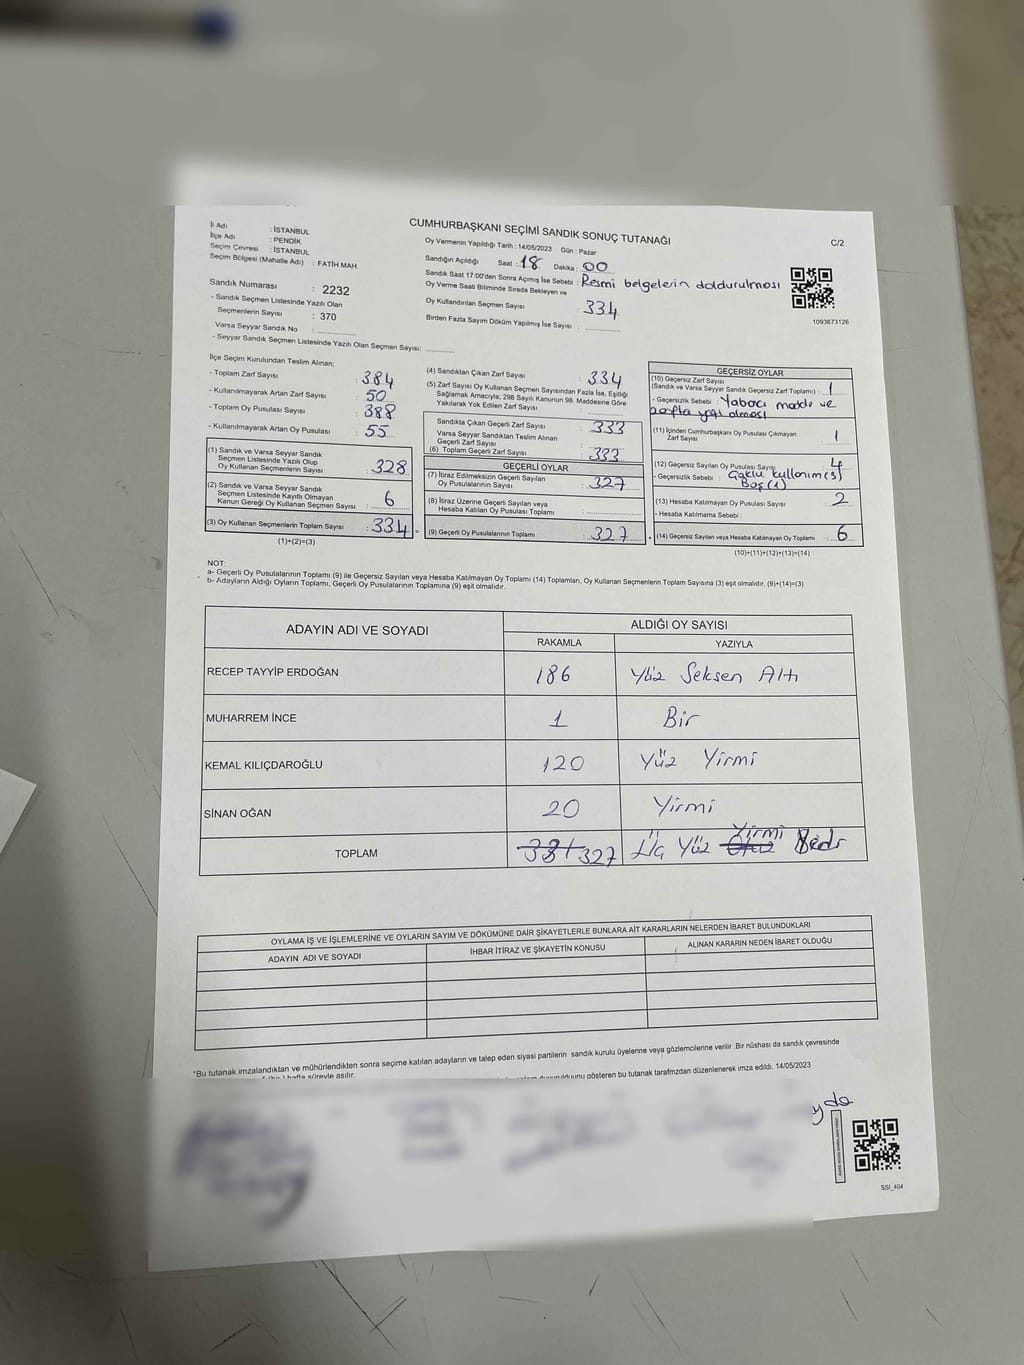 CUMHURBAŞKANI SEÇİMİ SANDIK SONUÇ TUTANAĞI
C/2
İl Adı : İSTANBUL
İlçe Adı : PENDİK
Seçim Çevresi : İSTANBUL
Seçim Bölgesi (Mahalle Adı) : FATİH MAH.
Sandık Numarası : 2232
- Sandık Seçmen Listesinde Yazılı Olan
Seçmenlerin Sayısı : 370
Varsa Seyyar Sandık No :
- Seyyar Sandık Seçmen Listesinde Yazılı Olan Seçmen Sayısı:
Oy Vermenin Yapıldığı Tarih : 14/05/2023 Gün : Pazar
Sandığın Açıldığı Saat : 18 Dakika : 00
Sandık Saat 17:00'den Sonra Açılmış İse Sebebi : Resmi belgelerin doldurulması
Oy Verme Saati Bitiminde Sırada Bekleyen ve
Oy Kullandırılan Seçmen Sayısı : 334
Birden Fazla Sayım Döküm Yapılmış İse Sayısı :
1093673126
İlçe Seçim Kurulundan Teslim Alınan;
- Toplam Zarf Sayısı : 384
- Kullanılmayarak Artan Zarf Sayısı : 50
- Toplam Oy Pusulası Sayısı : 388
- Kullanılmayarak Artan Oy Pusulası : 55
(1) Sandık ve Varsa Seyyar Sandık
Seçmen Listesinde Yazılı Olup
Oy Kullanan Seçmenlerin Sayısı : 328
(2) Sandık ve Varsa Seyyar Sandık
Seçmen Listesinde Kayıtlı Olmayan
Kanun Gereği Oy Kullanan Seçmen Sayısı : 6
(3) Oy Kullanan Seçmenlerin Toplam Sayısı : 334
(1)+(2)=(3)
(4) Sandıktan Çıkan Zarf Sayısı : 334
(5) Zarf Sayısı Oy Kullanan Seçmen Sayısından Fazla İse, Eşitliği
Sağlamak Amacıyla; 298 Sayılı Kanunun 98. Maddesine Göre
Yakılarak Yok Edilen Zarf Sayısı :
Sandıkta Çıkan Geçerli Zarf Sayısı : 333
Varsa Seyyar Sandıktan Teslim Alınan
Geçerli Zarf Sayısı :
(6) Toplam Geçerli Zarf Sayısı : 333
GEÇERLİ OYLAR
(7) İtiraz Edilmeksizin Geçerli Sayılan
Oy Pusulalarının Sayısı : 327
(8) İtiraz Üzerine Geçerli Sayılan veya
Hesaba Katılan Oy Pusulası Toplamı :
(9) Geçerli Oy Pusulalarının Toplamı : 327
GEÇERSİZ OYLAR
(10) Geçersiz Zarf Sayısı
(Sandık ve Varsa Seyyar Sandık Geçersiz Zarf Toplamı) : 1
- Geçersizlik Sebebi : Yabacı madde ve
zarfta yazı olması
(11) İçinden Cumhurbaşkanı Oy Pusulası Çıkmayan
Zarf Sayısı : 1
(12) Geçersiz Sayılan Oy Pusulası Sayısı : 4
- Geçersizlik Sebebi : Çoklu kullonım(3)
Boş(1)
(13) Hesaba Katılmayan Oy Pusulası Sayısı : 2
- Hesaba Katılmama Sebebi :
(14) Geçersiz Sayılan veya Hesaba Katılmayan Oy Toplamı : 6
(10)+(11)+(12)+(13)=(14)
NOT:
a- Geçerli Oy Pusulalarının Toplamı (9) ile Geçersiz Sayılan veya Hesaba Katılmayan Oy Toplamı (14) Toplamları, Oy Kullanan Seçmenlerin Toplam Sayısına (3) eşit olmalıdır. (9)+(14)=(3)
b- Adayların Aldığı Oyların Toplamı, Geçerli Oy Pusulalarının Toplamına (9) eşit olmalıdır.
ADAYIN ADI VE SOYADI ALDIĞI OY SAYISI
RAKAMLA YAZIYLA
RECEP TAYYİP ERDOĞAN 186 Yüz Seksen Altı
MUHARREM İNCE 1 Bir
KEMAL KILIÇDAROĞLU 120 Yüz Yirmi
SİNAN OĞAN 20 Yirmi
TOPLAM 331 327 Üç Yüz Otuz Yirmi Yedi
OYLAMA İŞ VE İŞLEMLERİNE VE OYLARIN SAYIM VE DÖKÜMÜNE DAİR ŞİKAYETLERLE BUNLARA AİT KARARLARIN NELERDEN İBARET BULUNDUKLARI
ADAYIN ADI VE SOYADI İHBAR İTİRAZ VE ŞİKAYETİN KONUSU ALINAN KARARIN NEDEN İBARET OLDUĞU
*Bu tutanak imzalandıktan ve mühürlendikten sonra seçime katılan adayların ve talep eden siyasi partilerin sandık kurulu üyelerine veya gözlemcilerine verilir. Bir nüshası da sandık çevresinde
hafta süreyle asılır.
gösteren bu tutanak tarafımızdan düzenlenerek imza edildi. 14/05/2023
SSI_404